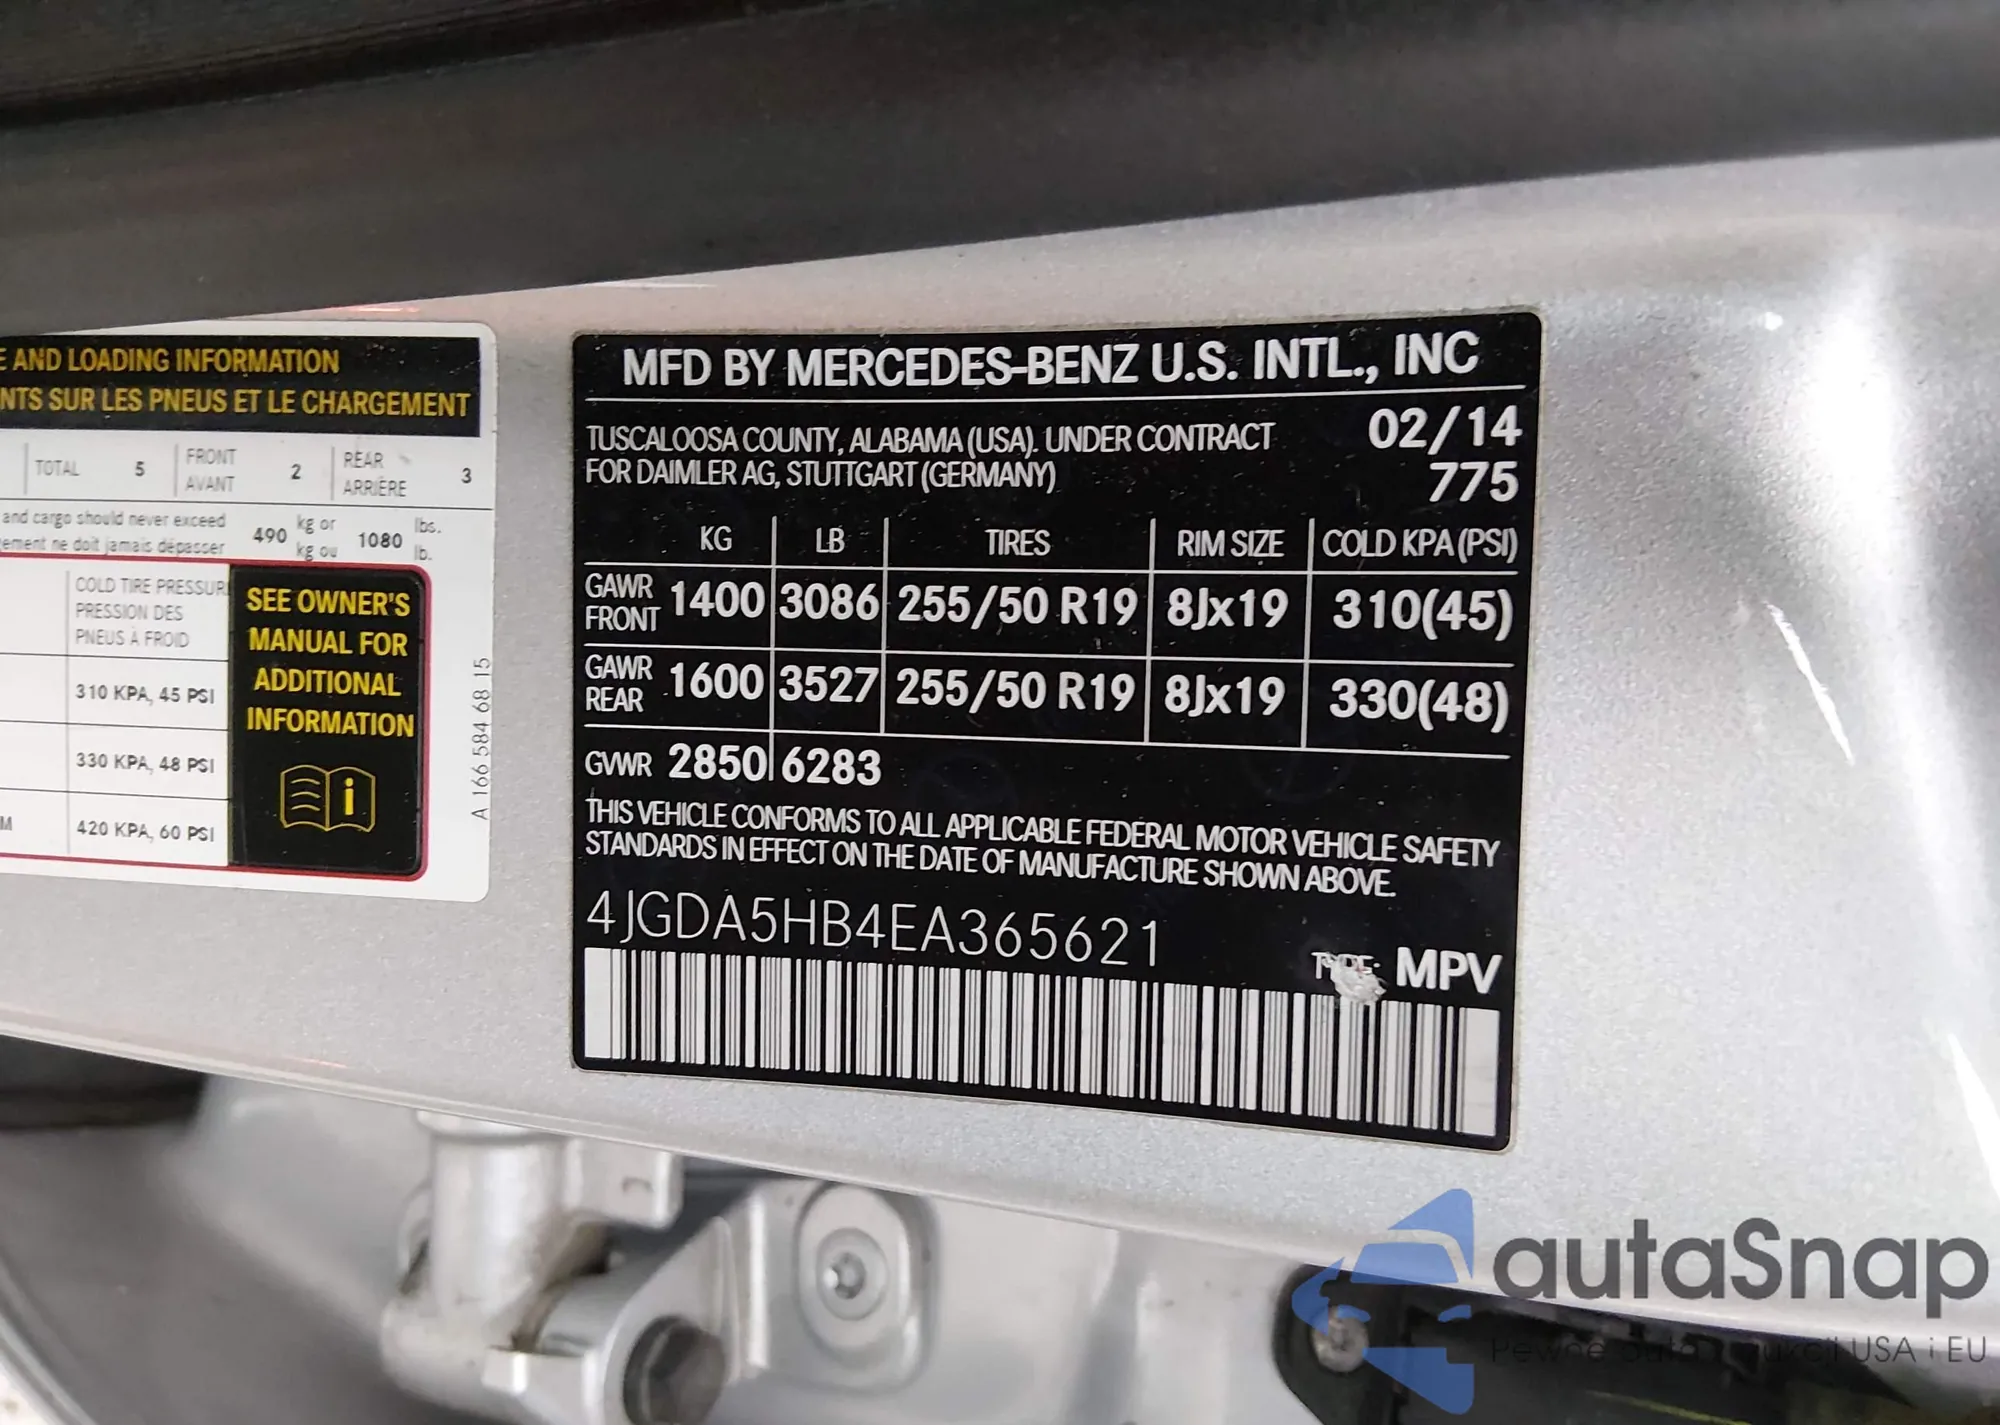 E AND LOADING INFORMATION
NTS SUR LES PNEUS ET LE CHARGEMENT
TOTAL 5 FRONT AVANT 2 REAR ARRIÈRE 3
and cargo should never exceed 490 kg or 1080 lbs.
ement ne doit jamais dépasser kg ou lb.
COLD TIRE PRESSUR
PRESSION DES
PNEUS À FROID
310 KPA, 45 PSI
330 KPA, 48 PSI
M 420 KPA, 60 PSI
SEE OWNER'S
MANUAL FOR
ADDITIONAL
INFORMATION
i
A 166 584 68 15
MFD BY MERCEDES-BENZ U.S. INTL., INC
TUSCALOOSA COUNTY, ALABAMA (USA). UNDER CONTRACT 02/14
FOR DAIMLER AG, STUTTGART (GERMANY) 775
KG LB TIRES RIM SIZE COLD KPA (PSI)
GAWR FRONT 1400 3086 255/50 R19 8Jx19 310(45)
GAWR REAR 1600 3527 255/50 R19 8Jx19 330(48)
GVWR 2850 6283
THIS VEHICLE CONFORMS TO ALL APPLICABLE FEDERAL MOTOR VEHICLE SAFETY
STANDARDS IN EFFECT ON THE DATE OF MANUFACTURE SHOWN ABOVE.
4JGDA5HB4EA365621
TYPE: MPV
autaSnap
Pewne auta USA i EU